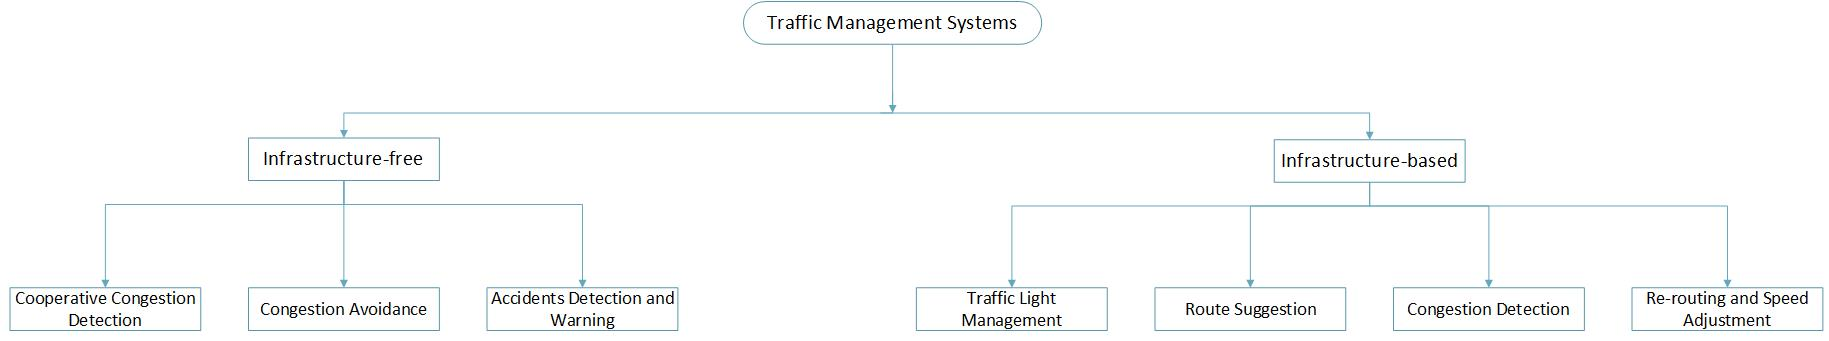 Traffic Management Systems
Infrastructure-free
Infrastructure-based
Cooperative Congestion
Detection
Congestion Avoidance
Accidents Detection and
Warning
Traffic Light
Management
Route Suggestion
Congestion Detection
Re-routing and Speed
Adjustment